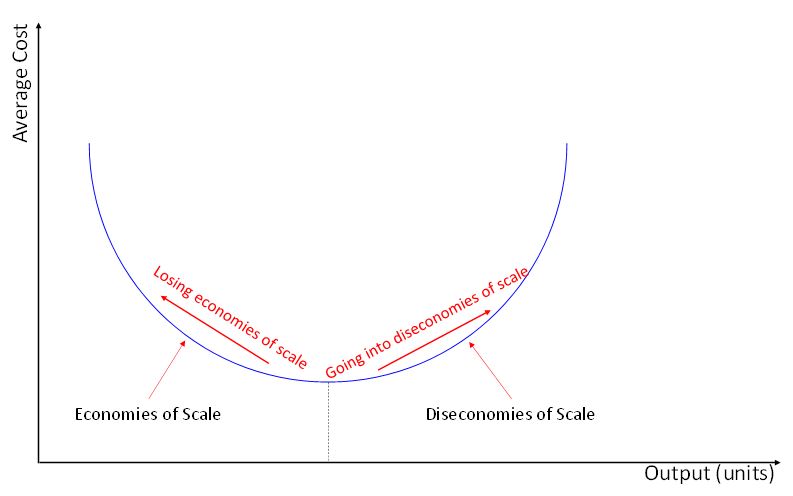 Average Cost
Losing economies of scale
Going into diseconomies of scale
Economies of Scale
Diseconomies of Scale
Output (units)